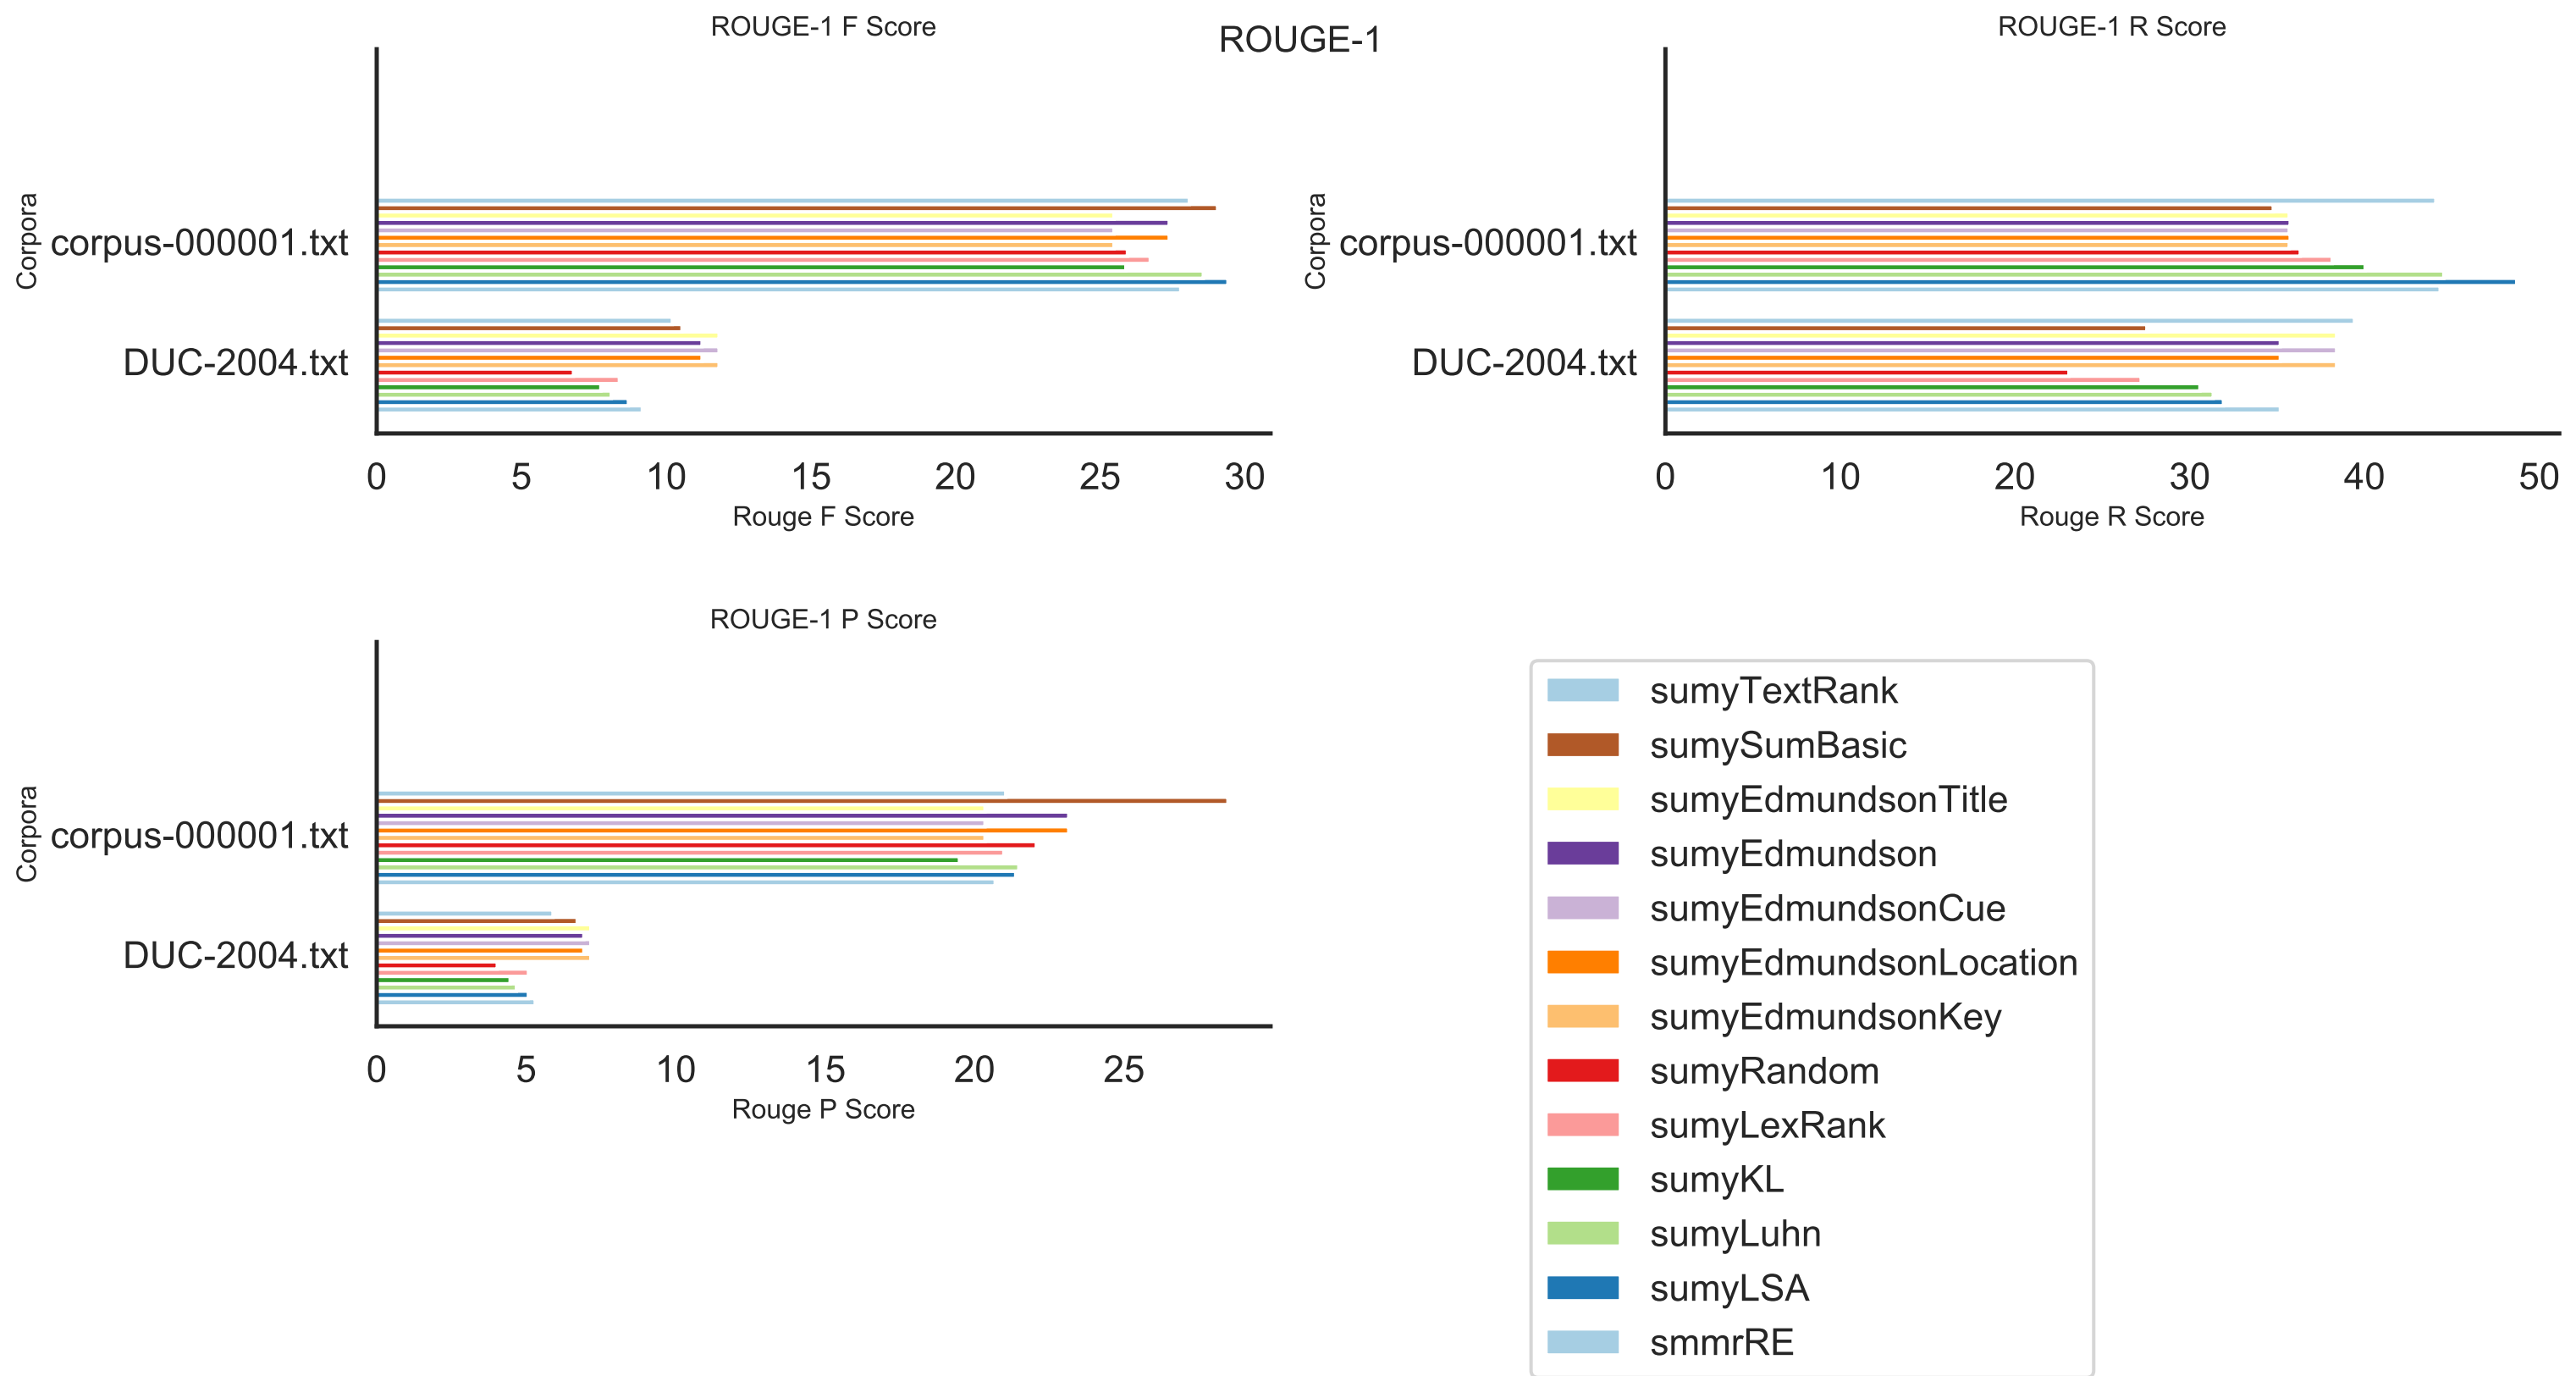 ROUGE-1
ROUGE-1 F Score
Corpora
corpus-000001.txt
DUC-2004.txt
0 5 10 15 20 25 30
Rouge F Score
ROUGE-1 R Score
Corpora
corpus-000001.txt
DUC-2004.txt
0 10 20 30 40 50
Rouge R Score
ROUGE-1 P Score
Corpora
corpus-000001.txt
DUC-2004.txt
0 5 10 15 20 25
Rouge P Score
sumyTextRank
sumySumBasic
sumyEdmundsonTitle
sumyEdmundson
sumyEdmundsonCue
sumyEdmundsonLocation
sumyEdmundsonKey
sumyRandom
sumyLexRank
sumyKL
sumyLuhn
sumyLSA
smmrRE